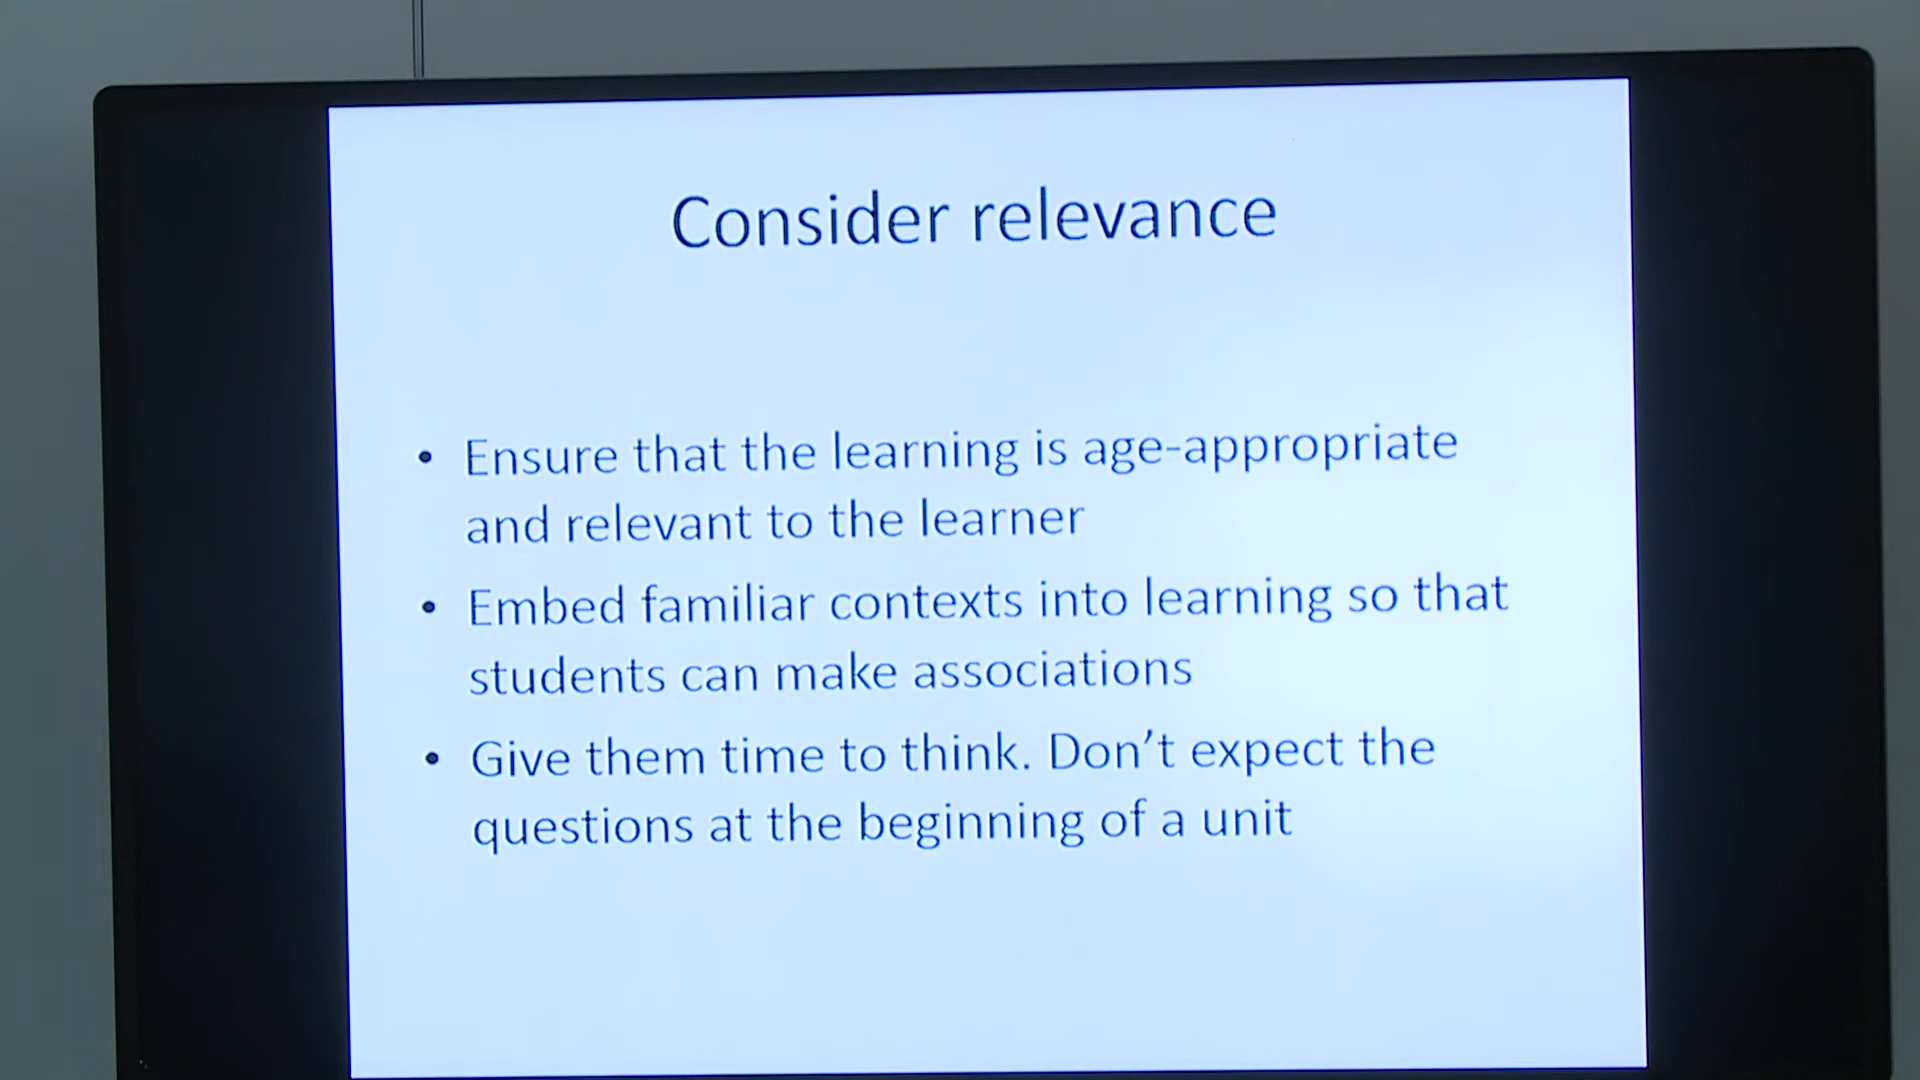 Consider relevance
• Ensure that the learning is age-appropriate
and relevant to the learner
• Embed familiar contexts into learning so that
students can make associations
• Give them time to think. Don’t expect the
questions at the beginning of a unit